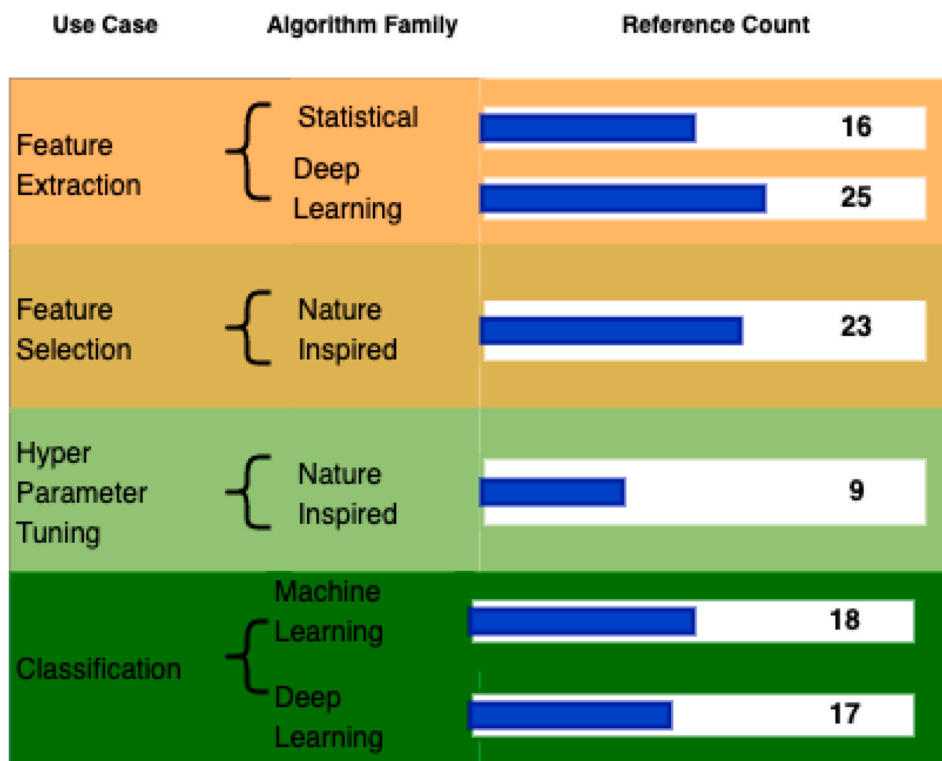 Use Case Algorithm Family Reference Count
Feature
Extraction
Statistical
16
Deep
Learning
25
Feature
Selection
Nature
Inspired
23
Hyper
Parameter
Tuning
Nature
Inspired
9
Classification
Machine
Learning
18
Deep
Learning
17